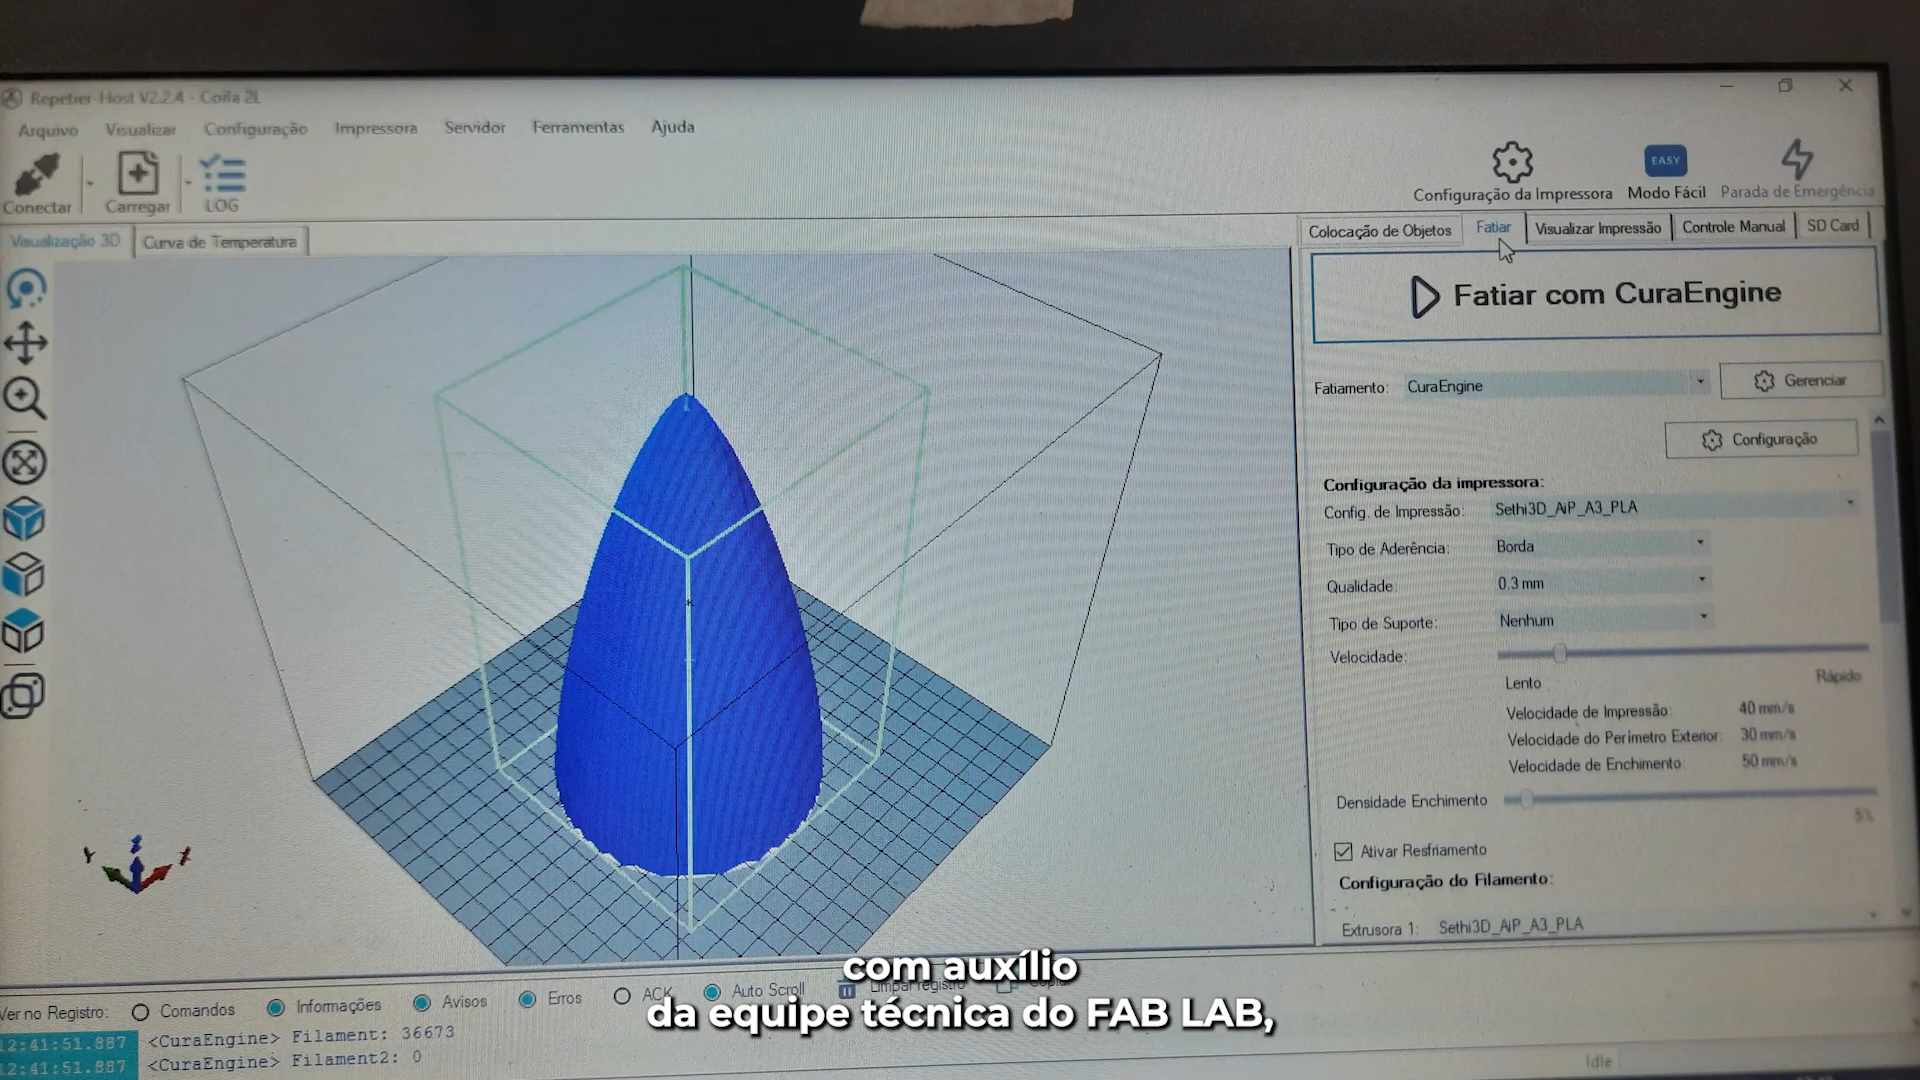 Repetier-Host V2.2.4 - Coifa 2L
Arquivo Visualizar Configuração Impressora Servidor Ferramentas Ajuda
Conectar Carregar LOG
Configuração da Impressora EASY Modo Fácil Parada de Emergência
Visualização 3D Curva de Temperatura
Colocação de Objetos Fatiar Visualizar Impressão Controle Manual SD Card
Fatiar com CuraEngine
Fatiamento: CuraEngine Gerenciar
Configuração
Configuração da impressora:
Config. de Impressão: Sethi3D_AiP_A3_PLA
Tipo de Aderência: Borda
Qualidade: 0.3 mm
Tipo de Suporte: Nenhum
Velocidade:
Lento Rápido
Velocidade de Impressão: 40 mm/s
Velocidade do Perímetro Exterior: 30 mm/s
Velocidade de Enchimento: 50 mm/s
Densidade Enchimento
5%
Ativar Resfriamento
Configuração do Filamento:
Extrusora 1: Sethi3D_AiP_A3_PLA
Y Z X
com auxílio
da equipe técnica do FAB LAB,
Ver no Registro: Comandos Informações Avisos Erros ACK Auto Scroll Limpar registro Copiar
12:41:51.887 <CuraEngine> Filament: 36673
12:41:51.887 <CuraEngine> Filament2: 0
Idle